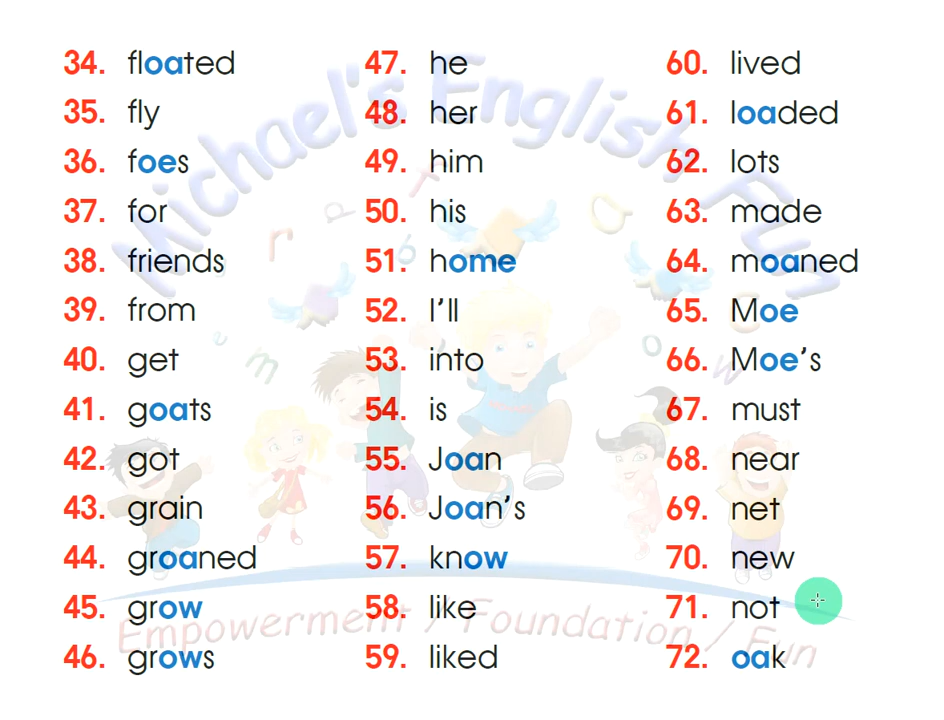 Michael's English Fun
34. floated
35. fly
36. foes
37. for
38. friends
39. from
40. get
41. goats
42. got
43. grain
44. groaned
45. grow
46. grows
47. he
48. her
49. him
50. his
51. home
52. I'll
53. into
54. is
55. Joan
56. Joan's
57. know
58. like
59. liked
60. lived
61. loaded
62. lots
63. made
64. moaned
65. Moe
66. Moe's
67. must
68. near
69. net
70. new
71. not
72. oak
Empowerment / Foundation / Fun